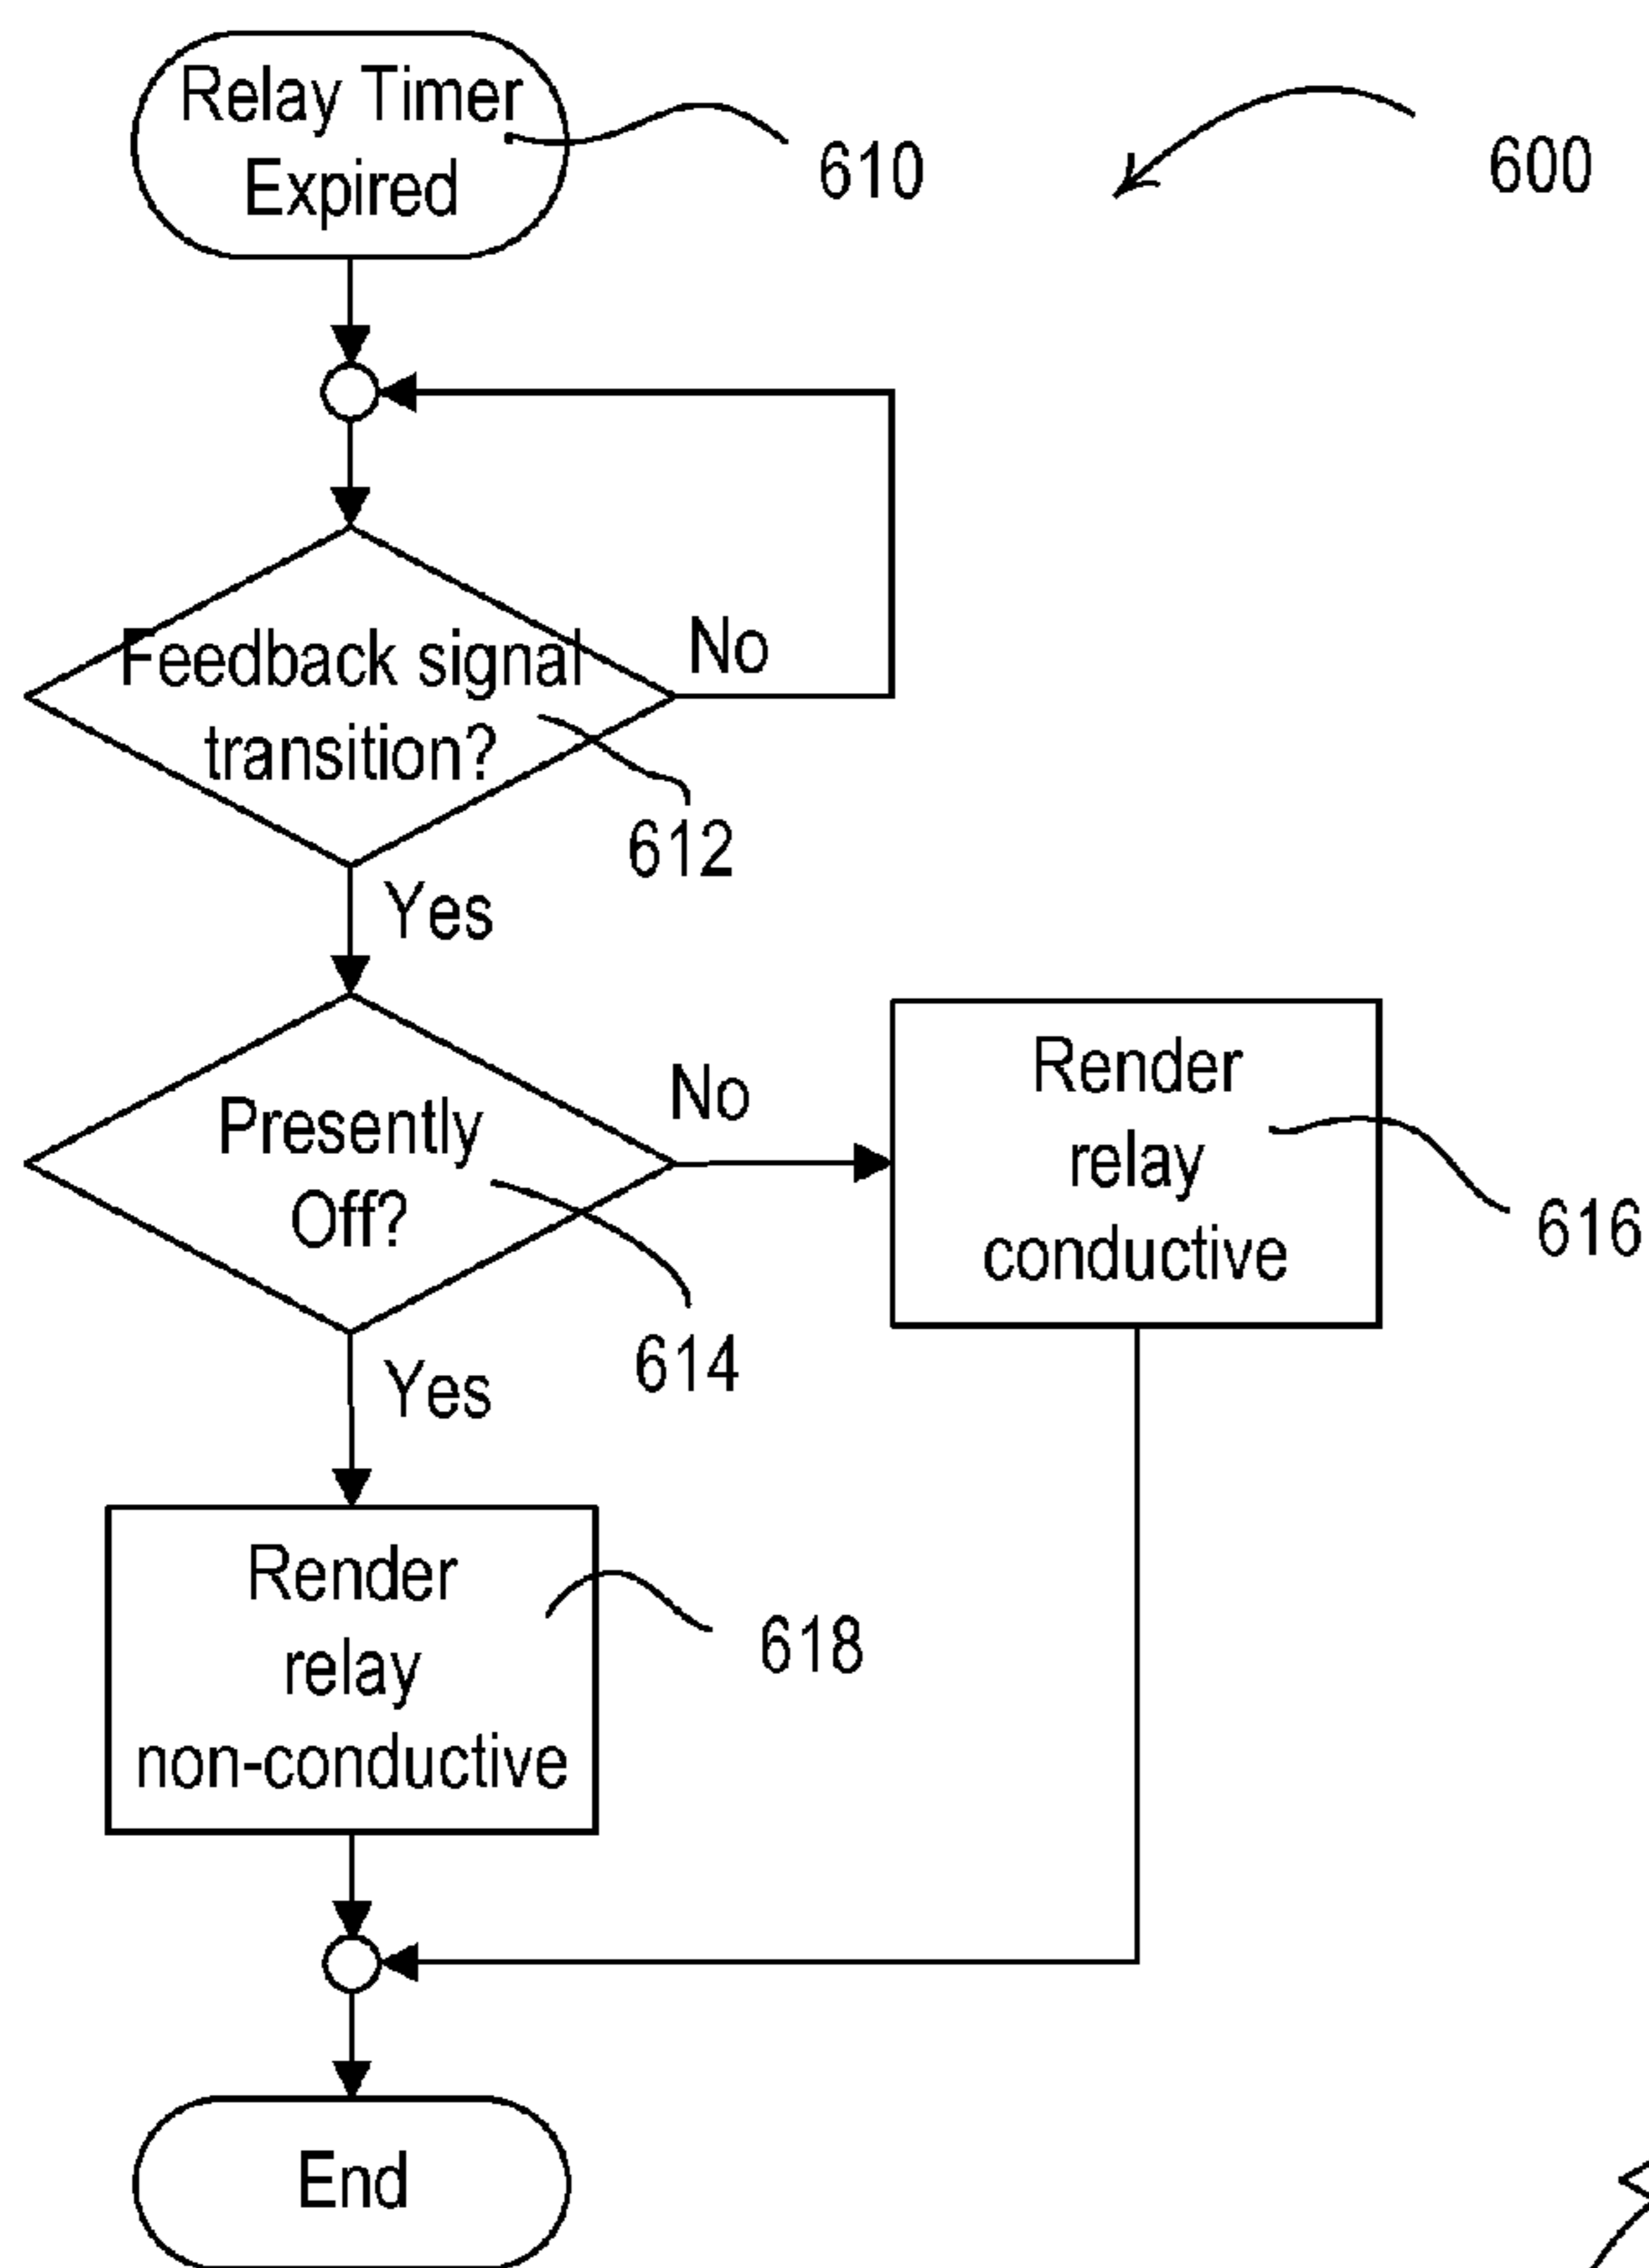 Relay Timer
Expired
610
600
Feedback signal
transition?
No
612
Yes
Presently
Off?
No
614
Render
relay
conductive
616
Yes
Render
relay
non-conductive
618
End